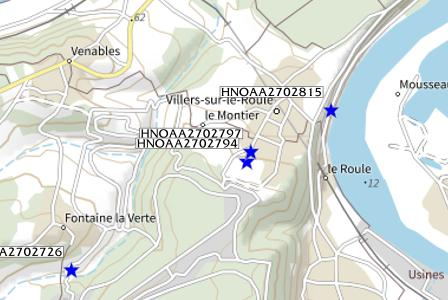 62
Venables
Mousseau
HNOAA2702815
Villers-sur-le-Roule
le Montier
HNOAA2702797
HNOAA2702794
le Roule
12
Fontaine la Verte
AA2702726
Usines